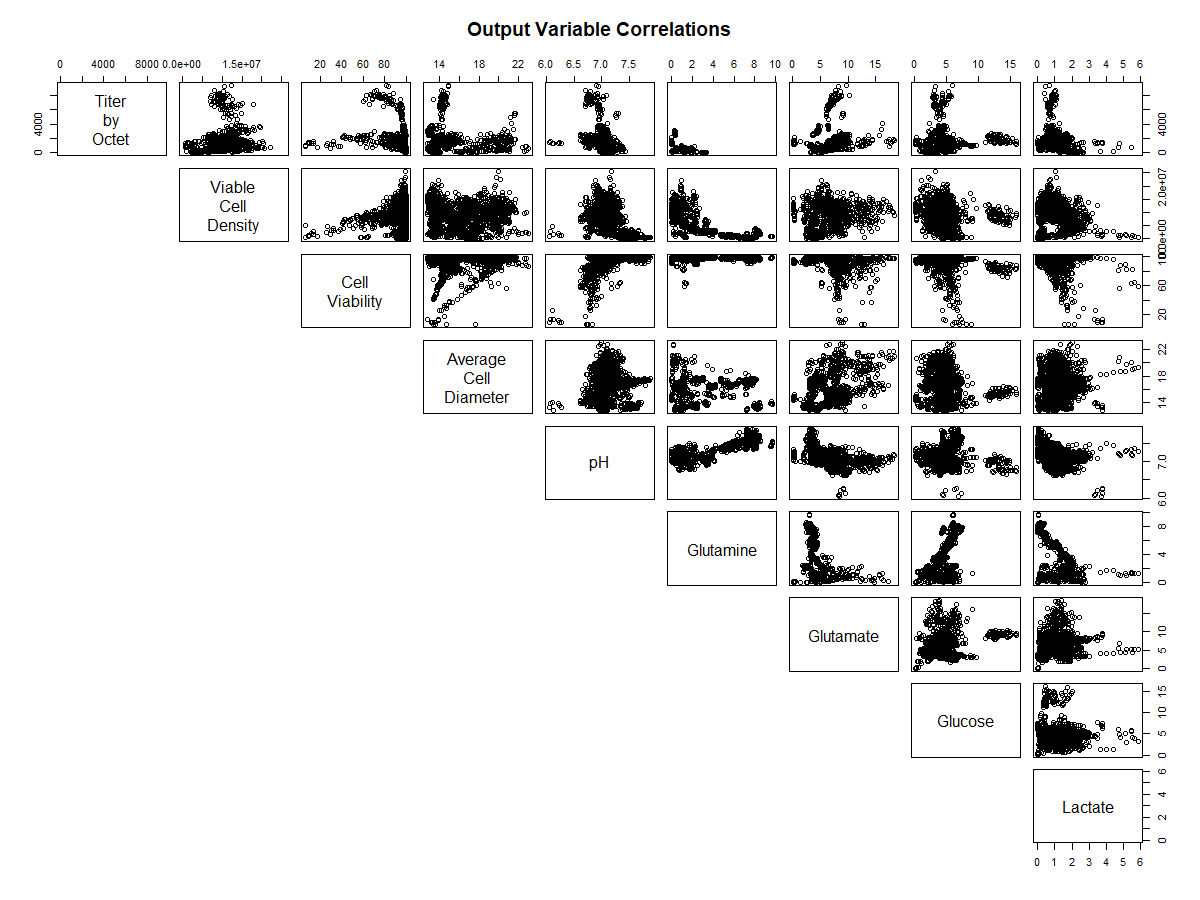 Output Variable Correlations
0 4000 8000 0.0e+00 1.5e+07 20 40 60 80 14 16 18 20 22 6.0 6.5 7.0 7.5 0 2 4 6 8 10 0 5 10 15 0 5 10 15 0 1 2 3 4 5 6
Titer
by
Octet
0 4000
0 4000
Viable
Cell
Density
2.0e+07
Cell
Viability
20 60
Average
Cell
Diameter
14 18 22
pH
6.0 7.0
Glutamine
0 4 8
Glutamate
0 5 10
Glucose
0 5 10 15
Lactate
0 2 4 6
0 1 2 3 4 5 6